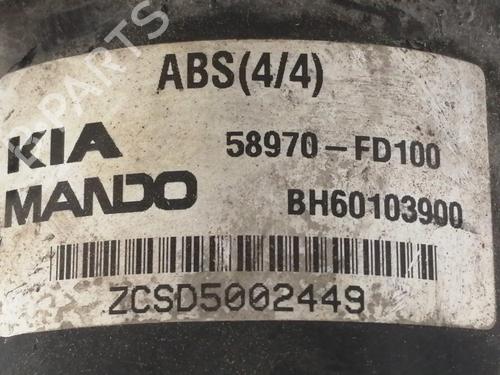 ABS(4/4)
KIA 58970-FD100
MANDO BH60103900
ZCSD5002449